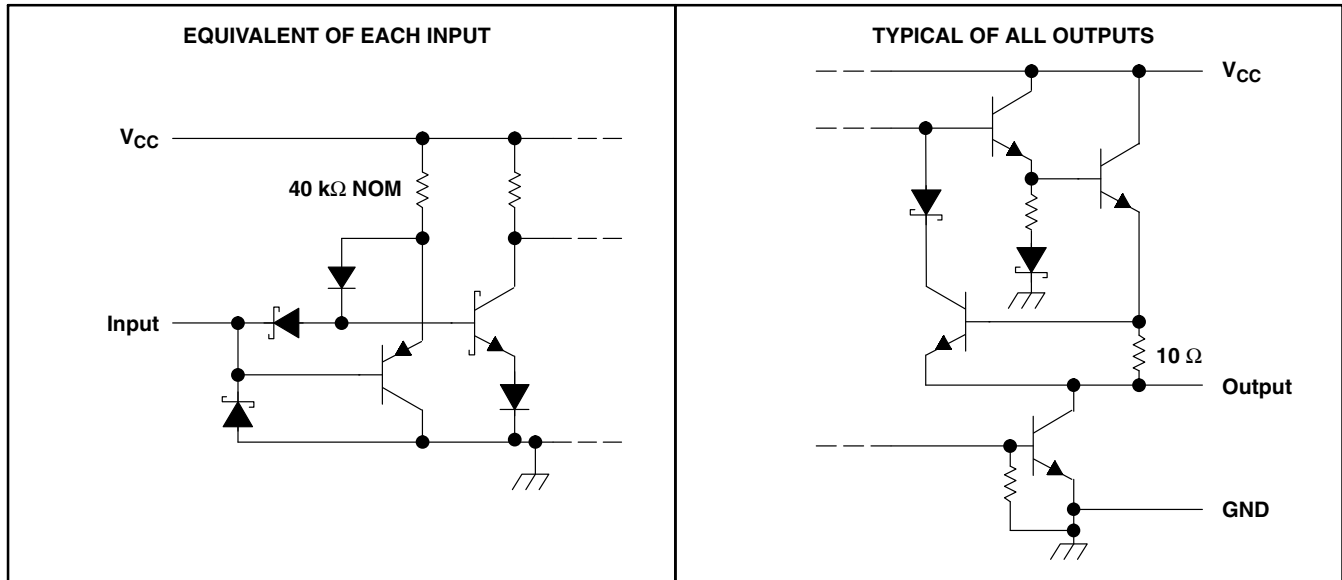 EQUIVALENT OF EACH INPUT
VCC
40 kΩ NOM
Input
TYPICAL OF ALL OUTPUTS
VCC
10 Ω
Output
GND